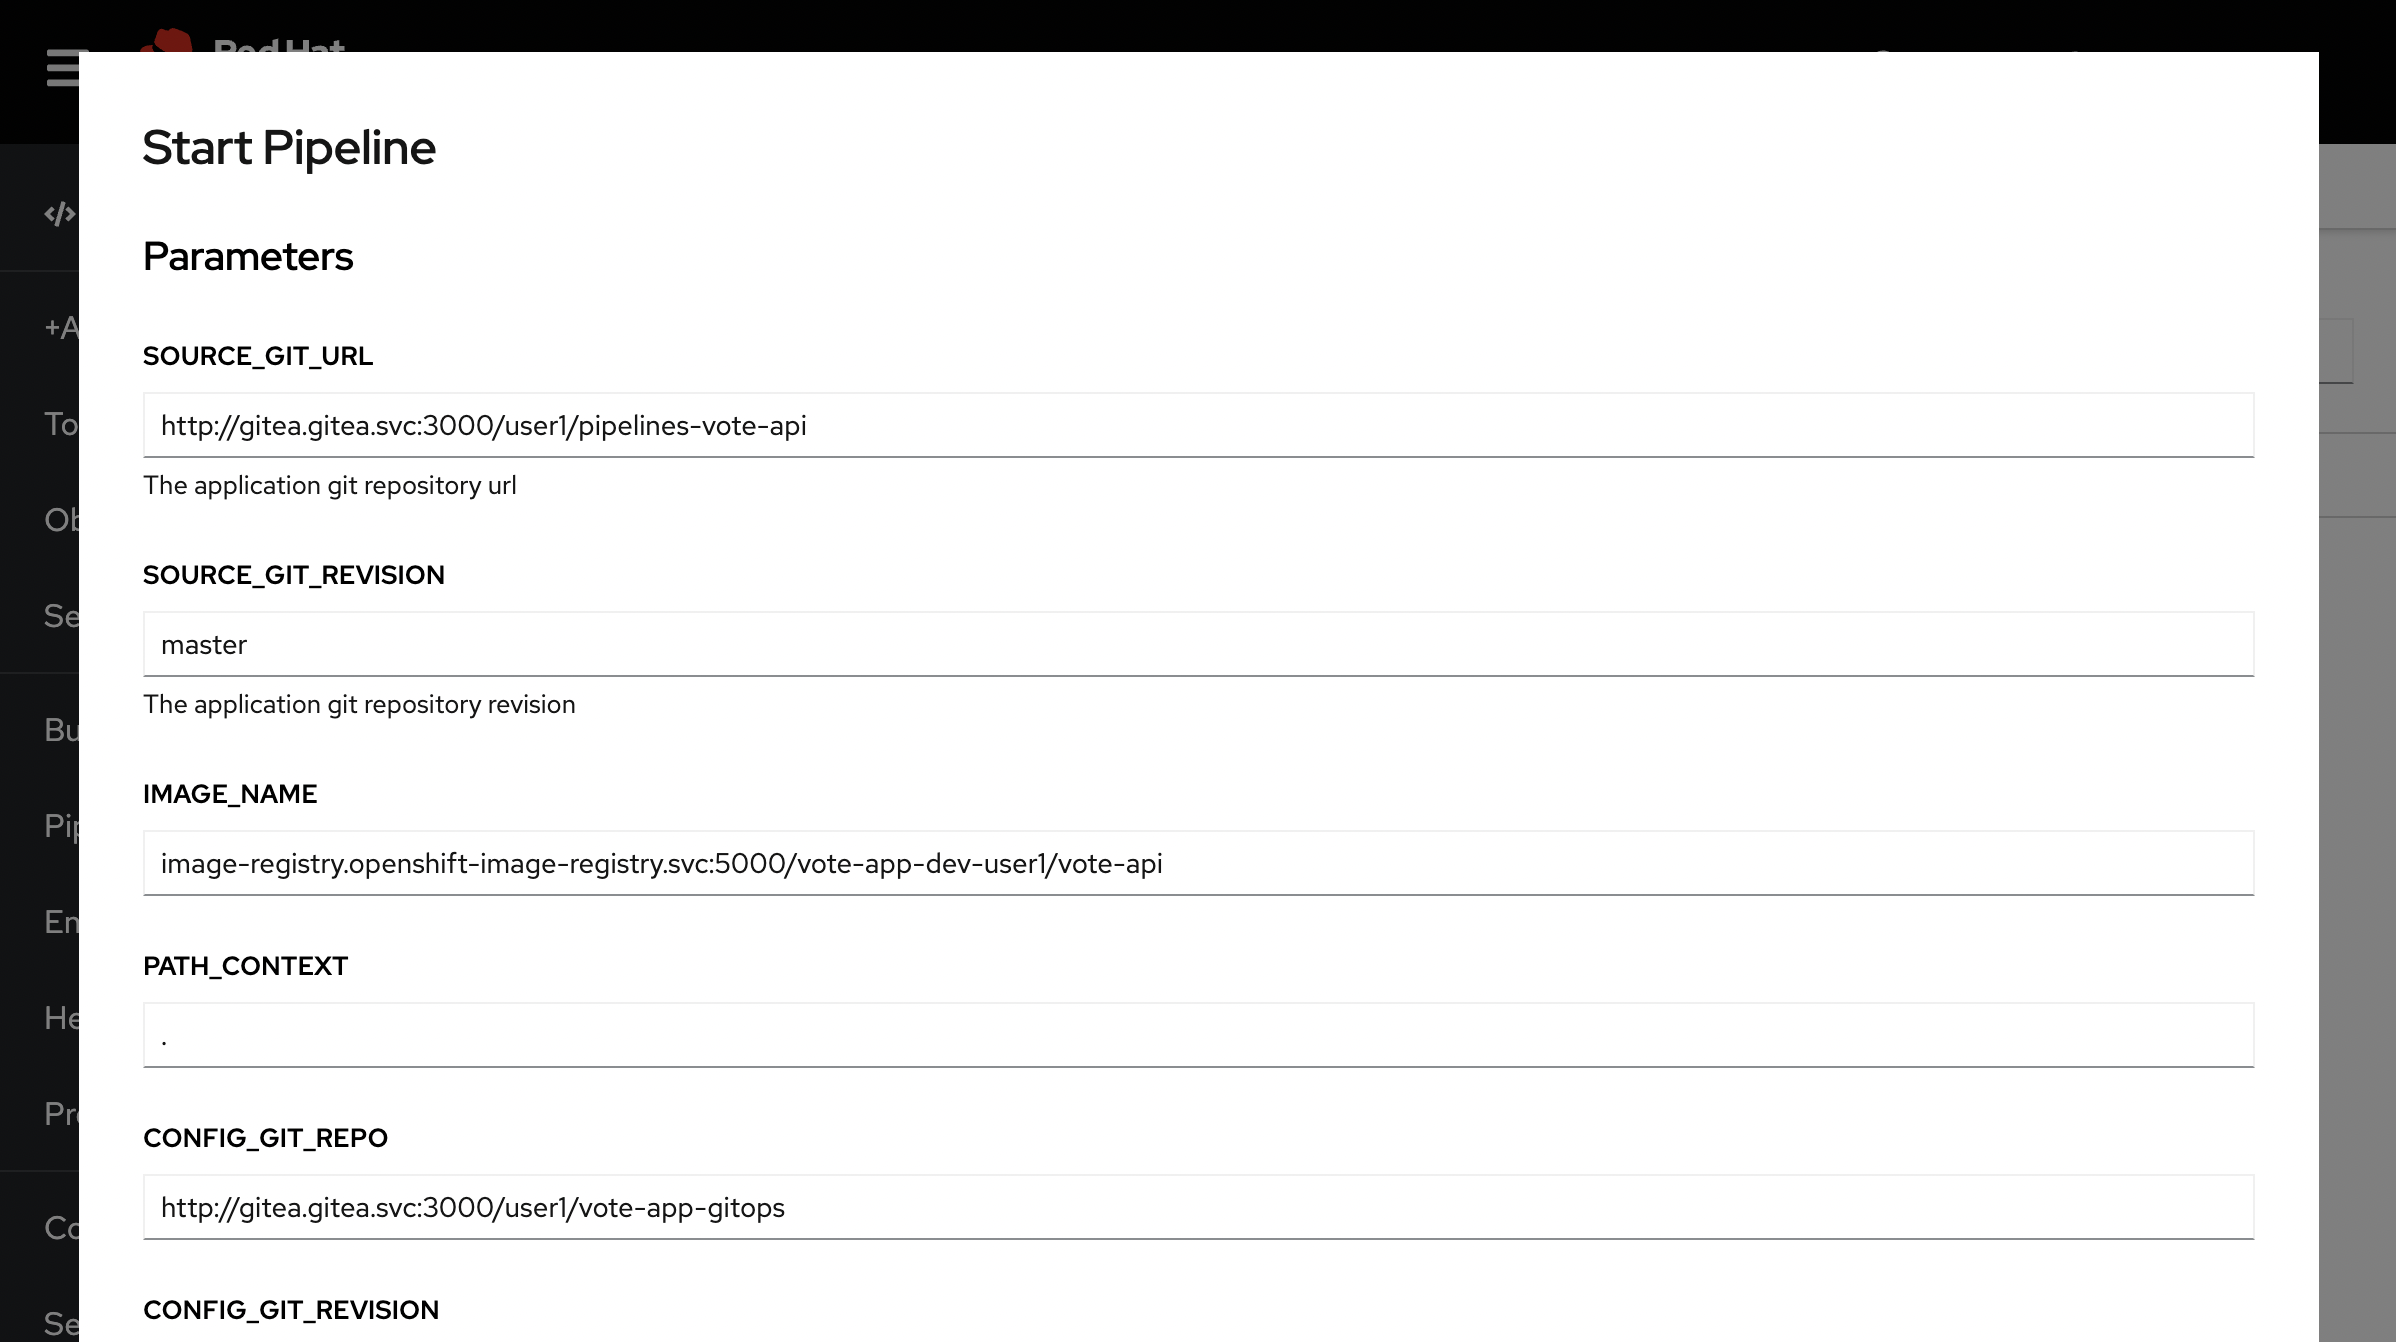 Red Hat
Start Pipeline
Parameters
SOURCE_GIT_URL
http://gitea.gitea.svc:3000/user1/pipelines-vote-api
The application git repository url
SOURCE_GIT_REVISION
master
The application git repository revision
IMAGE_NAME
image-registry.openshift-image-registry.svc:5000/vote-app-dev-user1/vote-api
PATH_CONTEXT
.
CONFIG_GIT_REPO
http://gitea.gitea.svc:3000/user1/vote-app-gitops
CONFIG_GIT_REVISION